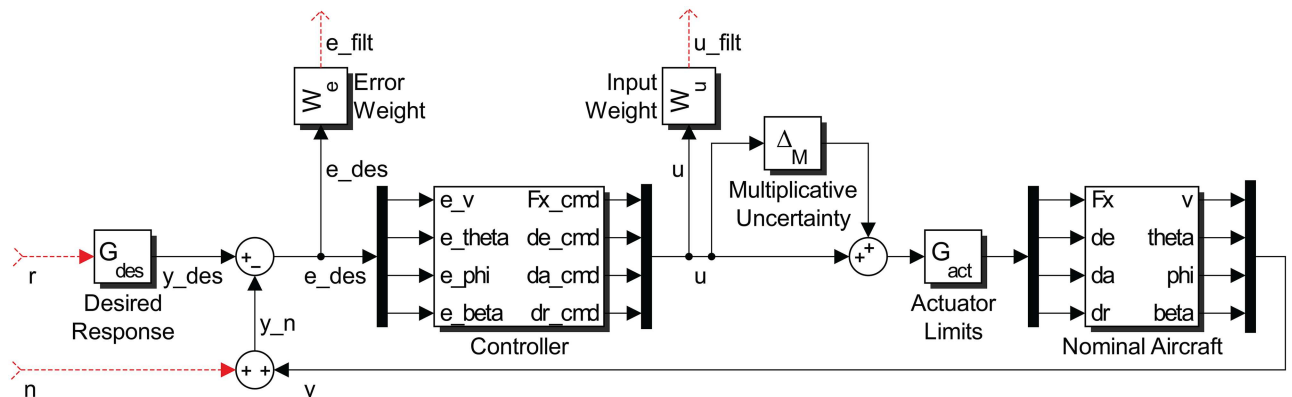 e_filt
u_filt
W e
Error
Weight
Input
Weight
W u
Δ M
e_des
u
Multiplicative
Uncertainty
e_v
e_theta
e_phi
e_beta
Fx_cmd
de_cmd
da_cmd
dr_cmd
Controller
Fx
de
da
dr
v
theta
phi
beta
Nominal Aircraft
r
G des
Desired
Response
y_des
+
−
e_des
u
+
+
G act
Actuator
Limits
y_n
n
+ +
y